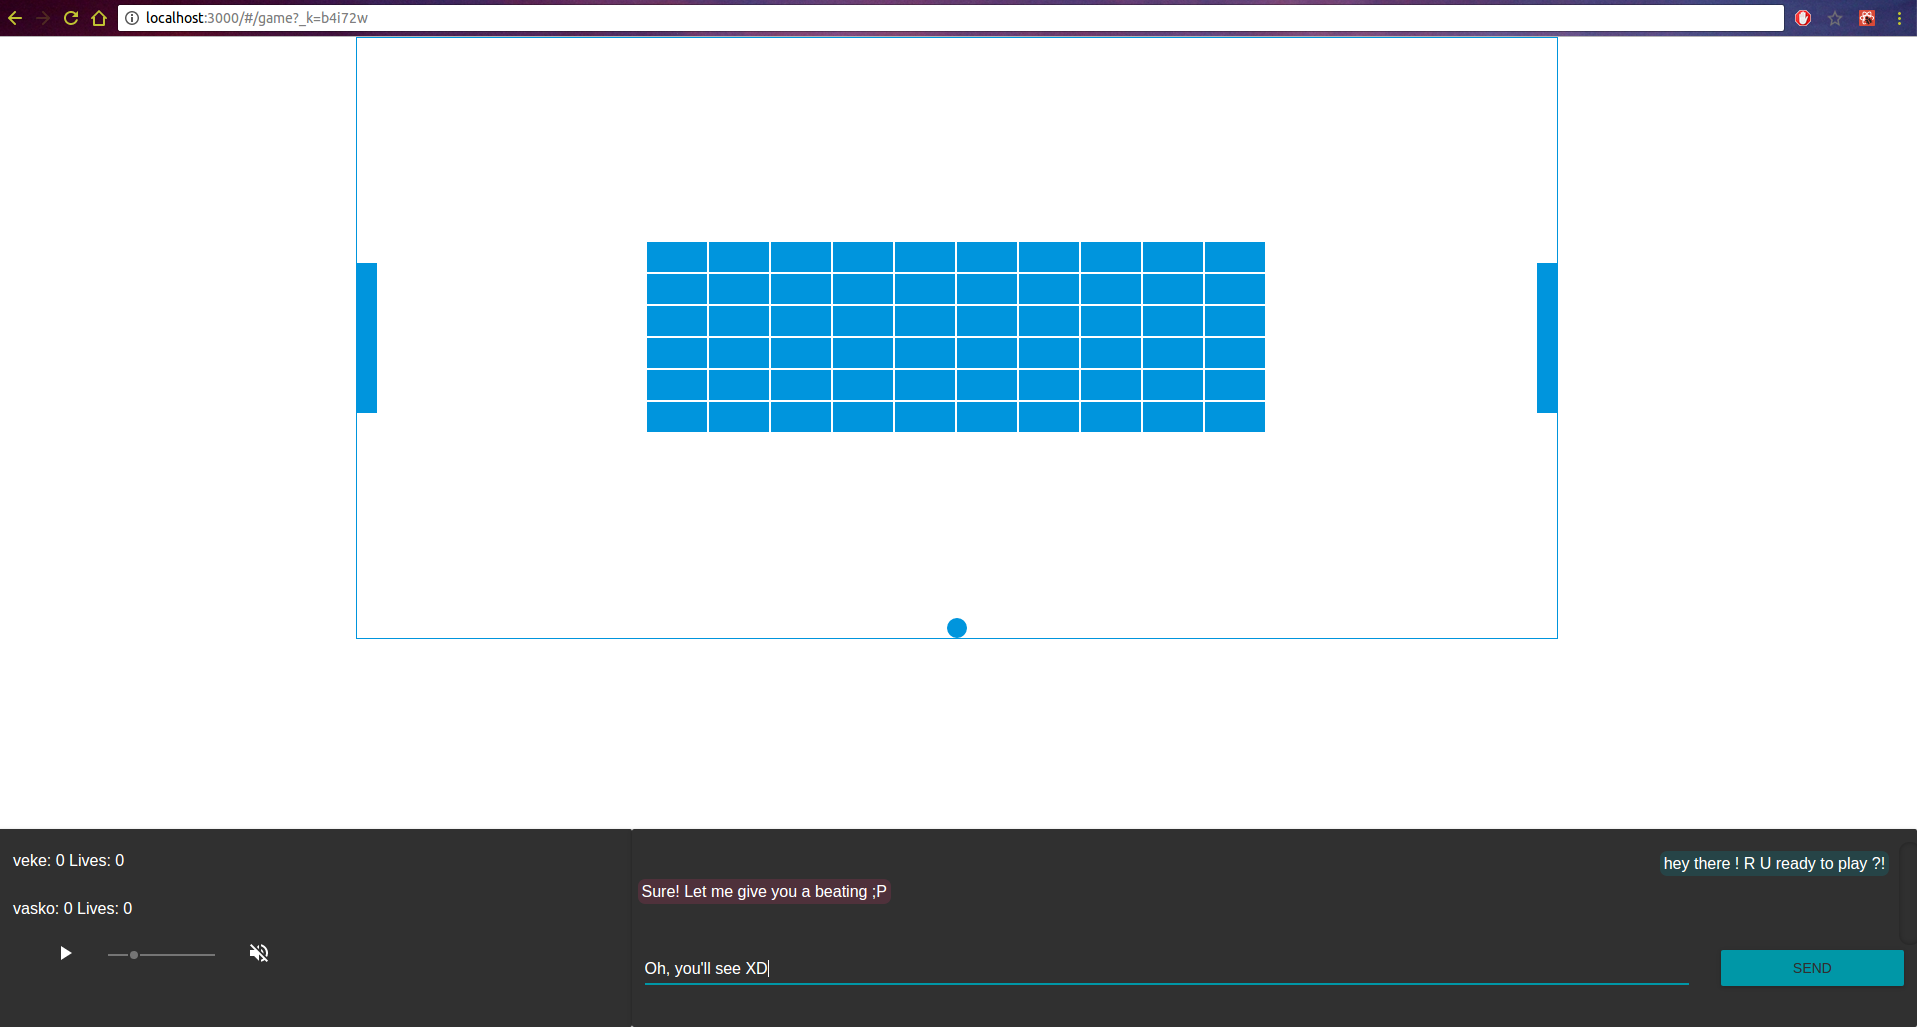 localhost:3000/#/game?_k=b4i72w
veke: 0 Lives: 0
vasko: 0 Lives: 0
hey there ! R U ready to play ?!
Sure! Let me give you a beating ;P
Oh, you'll see XD
SEND